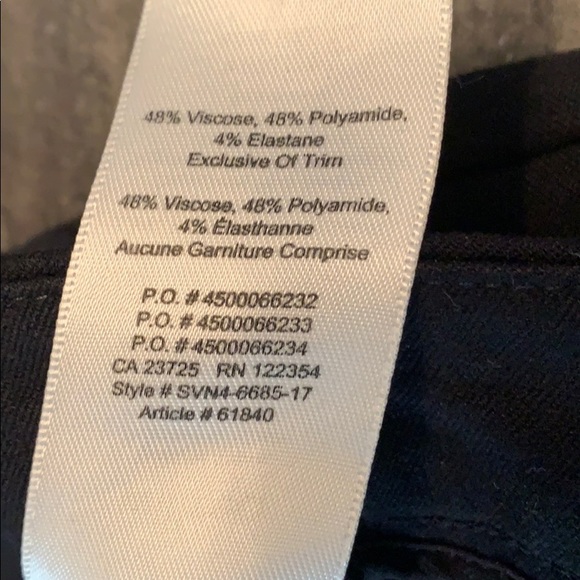 48% Viscose, 48% Polyamide,
4% Elastane
Exclusive Of Trim
48% Viscose, 48% Polyamide,
4% Élasthanne
Aucune Garniture Comprise
P.O. # 4500066232
P.O. # 4500066233
P.O. # 4500066234
CA 23725 RN 122354
Style # SVN4-6685-17
Article # 61840